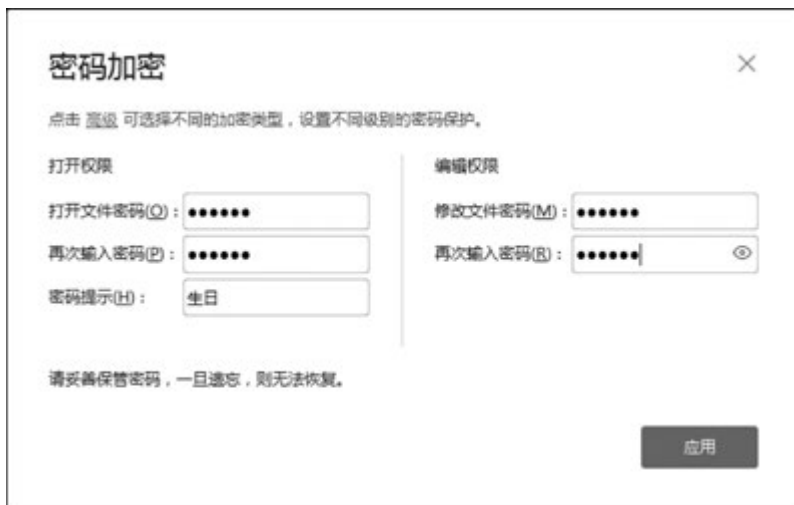 密码加密
点击 高级 可选择不同的加密类型，设置不同级别的密码保护。
打开权限
打开文件密码(O)：●●●●●●
再次输入密码(P)：●●●●●●
密码提示(H)：生日
编辑权限
修改文件密码(M)：●●●●●●
再次输入密码(R)：●●●●●●
请妥善保管密码，一旦遗忘，则无法恢复。
应用